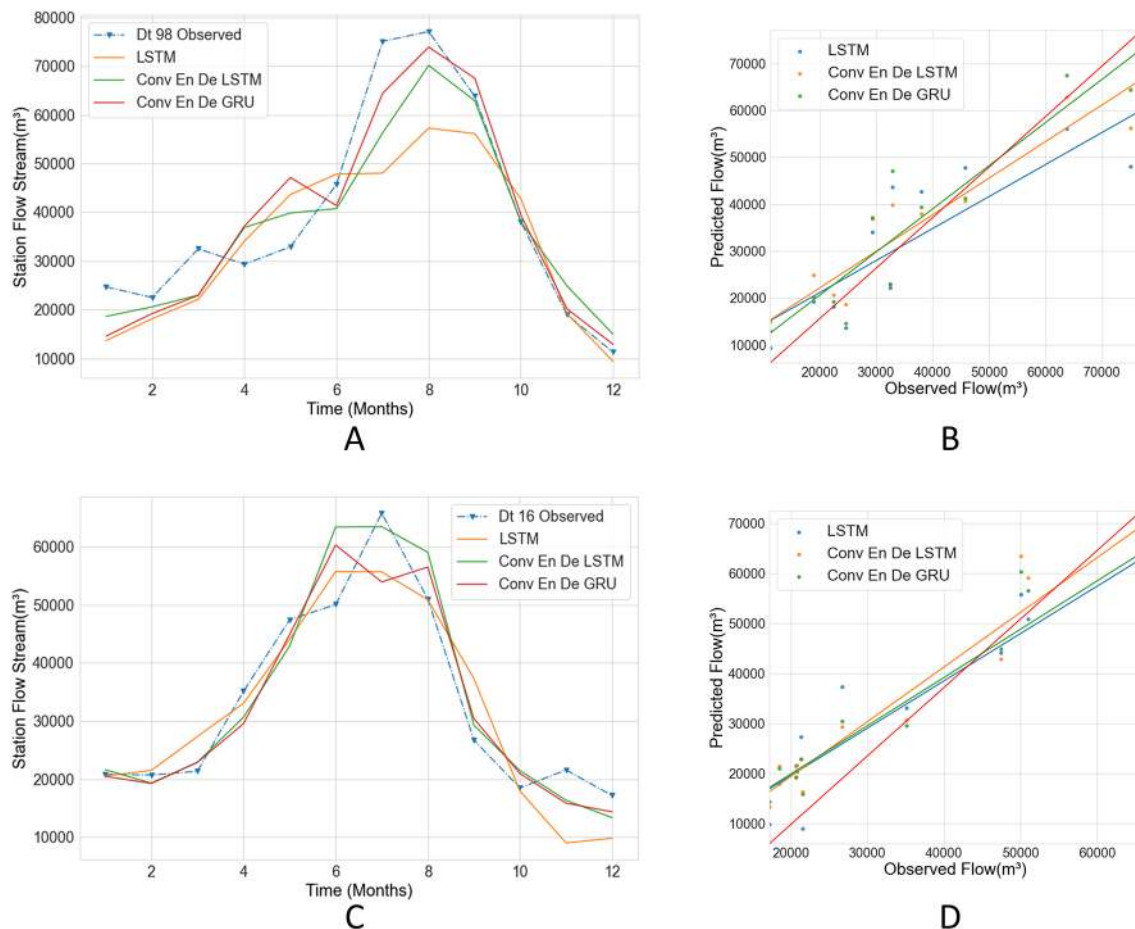 80000
70000
60000
50000
40000
30000
20000
10000
Station Flow Stream(m³)
Dt 98 Observed
LSTM
Conv En De LSTM
Conv En De GRU
2 4 6 8 10 12
Time (Months)
A
70000
60000
50000
40000
30000
20000
10000
Predicted Flow(m³)
LSTM
Conv En De LSTM
Conv En De GRU
20000 30000 40000 50000 60000 70000
Observed Flow(m³)
B
60000
50000
40000
30000
20000
10000
Station Flow Stream(m³)
Dt 16 Observed
LSTM
Conv En De LSTM
Conv En De GRU
2 4 6 8 10 12
Time (Months)
C
70000
60000
50000
40000
30000
20000
10000
Predicted Flow(m³)
LSTM
Conv En De LSTM
Conv En De GRU
20000 30000 40000 50000 60000
Observed Flow(m³)
D